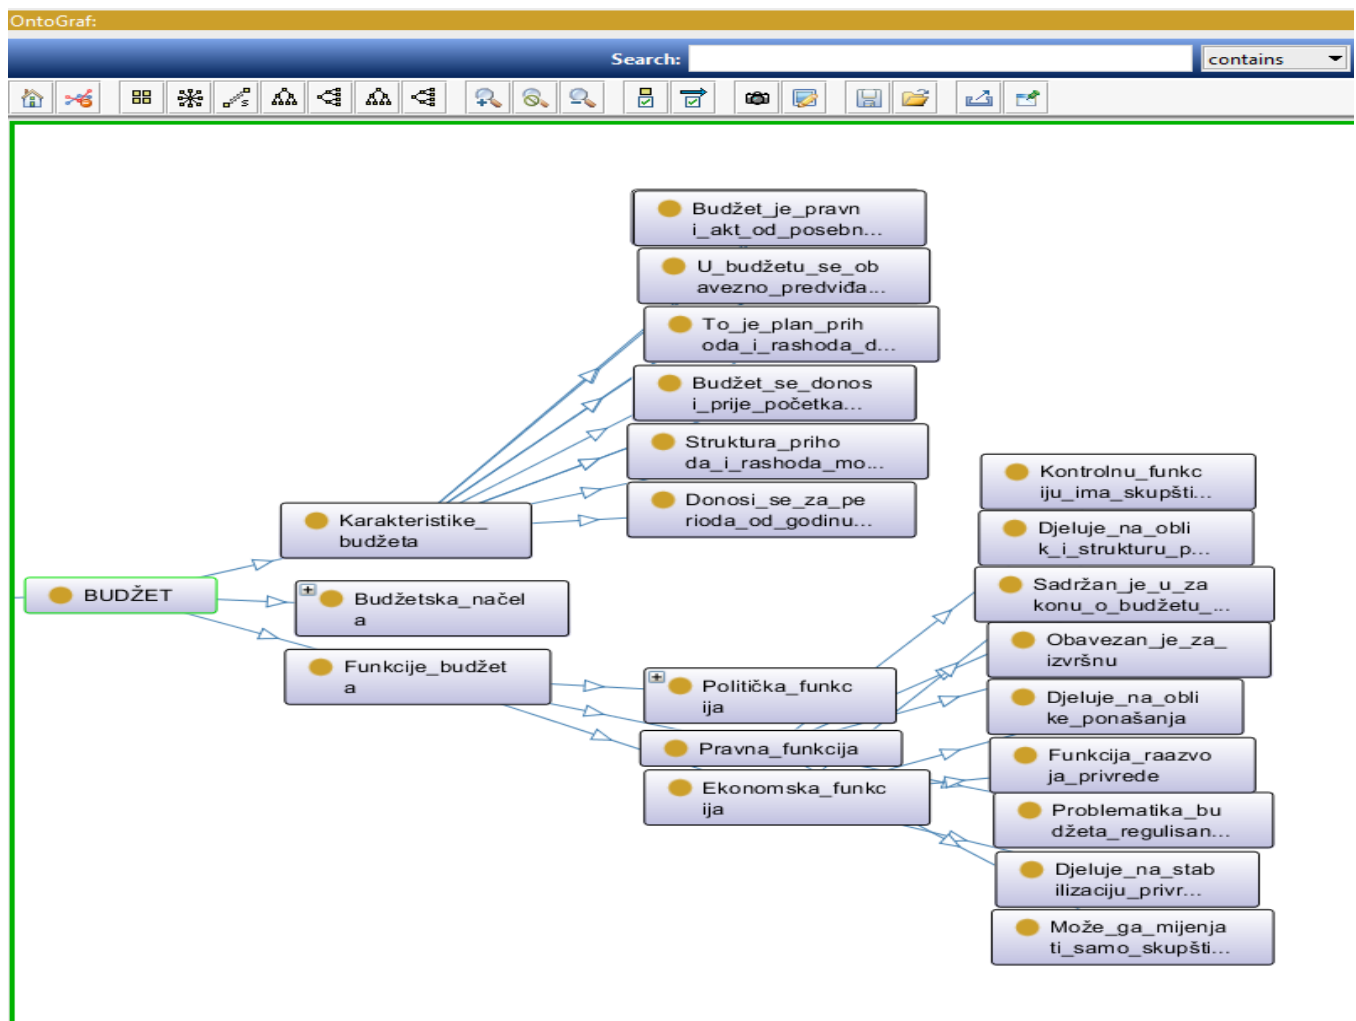 OntoGraf:
Search:
contains
Budžet_je_pravn
i_akt_od_posebn...
U_budžetu_se_ob
avezno_predviđa...
To_je_plan_prih
oda_i_rashoda_d...
Budžet_se_donos
i_prije_početka...
Struktura_priho
da_i_rashoda_mo...
Donosi_se_za_pe
rioda_od_godinu...
Karakteristike_
budžeta
BUDŽET
Budžetska_načel
a
Funkcije_budžet
a
Politička_funkc
ija
Pravna_funkcija
Ekonomska_funkc
ija
Kontrolnu_funkc
iju_ima_skupšti...
Djeluje_na_obli
k_i_strukturu_p...
Sadržan_je_u_za
konu_o_budžetu_...
Obavezan_je_za_
izvršnu
Djeluje_na_obli
ke_ponašanja
Funkcija_raazvo
ja_privrede
Problematika_bu
džeta_regulisan...
Djeluje_na_stab
ilizaciju_privr...
Može_ga_mijenja
ti_samo_skupšti...